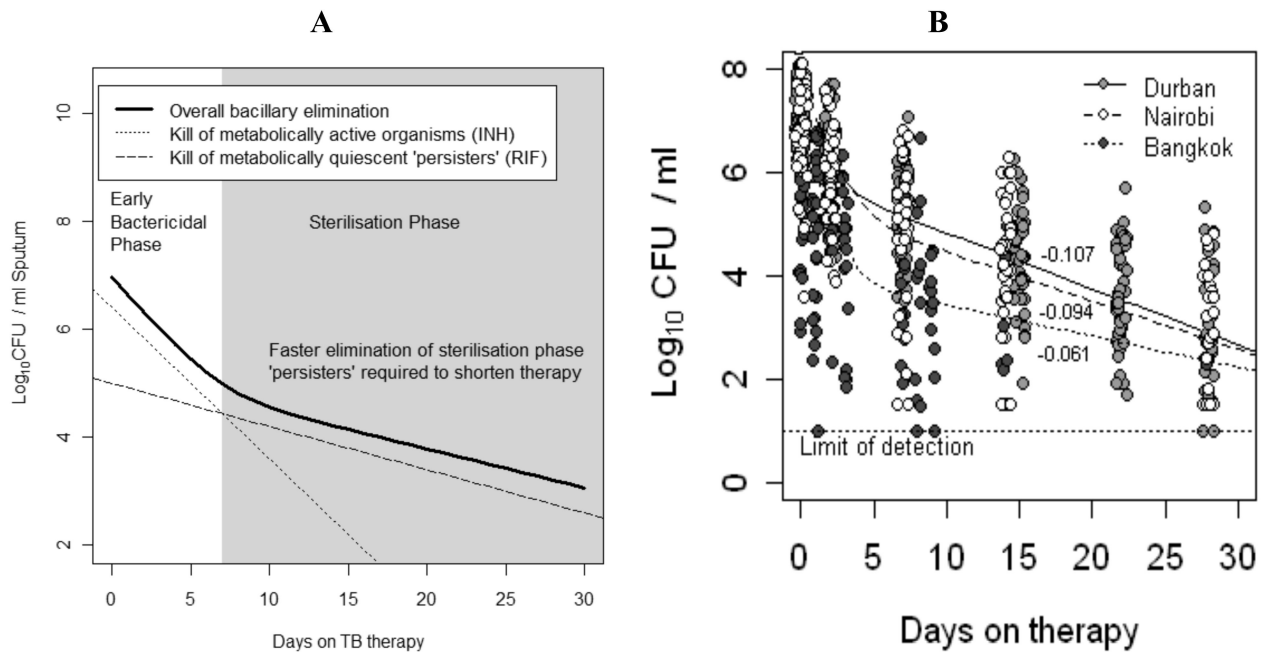 A
Log10CFU / ml Sputum
10
8
6
4
2
Overall bacillary elimination
Kill of metabolically active organisms (INH)
Kill of metabolically quiescent 'persisters' (RIF)
Early
Bactericidal
Phase
Sterilisation Phase
Faster elimination of sterilisation phase
'persisters' required to shorten therapy
0 5 10 15 20 25 30
Days on TB therapy
B
Log10 CFU / ml
8
6
4
2
0
Durban
Nairobi
Bangkok
-0.107
-0.094
-0.061
Limit of detection
0 5 10 15 20 25 30
Days on therapy